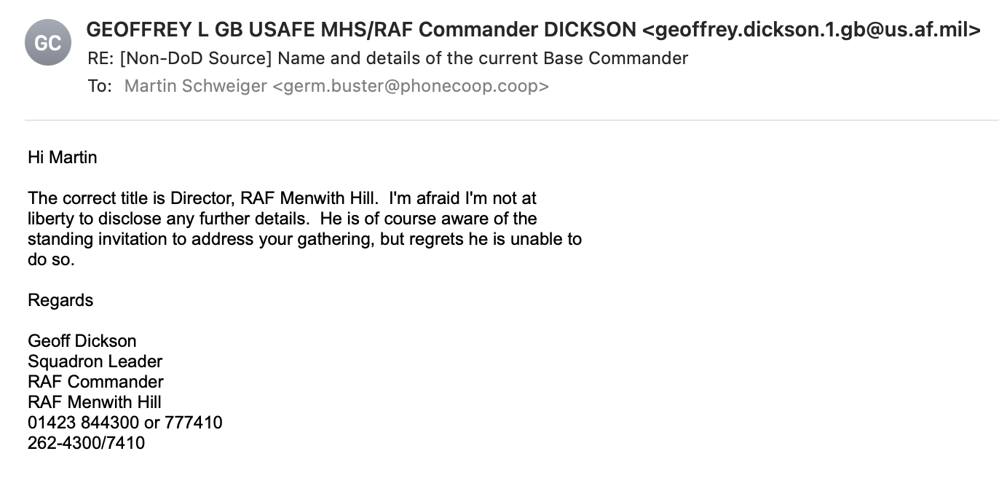 GC
GEOFFREY L GB USAFE MHS/RAF Commander DICKSON <geoffrey.dickson.1.gb@us.af.mil>
RE: [Non-DoD Source] Name and details of the current Base Commander
To: Martin Schweiger <germ.buster@phonecoop.coop>
Hi Martin
The correct title is Director, RAF Menwith Hill.  I'm afraid I'm not at
liberty to disclose any further details.  He is of course aware of the
standing invitation to address your gathering, but regrets he is unable to
do so.
Regards
Geoff Dickson
Squadron Leader
RAF Commander
RAF Menwith Hill
01423 844300 or 777410
262-4300/7410